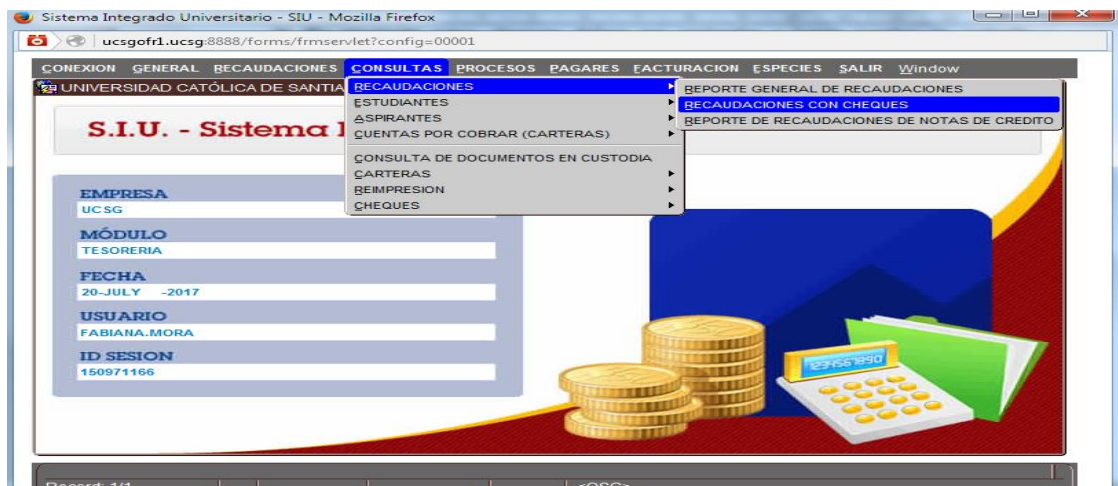 Sistema Integrado Universitario - SIU - Mozilla Firefox
ucsgofr1.ucsg:8888/forms/frmservlet?config=00001
CONEXION GENERAL RECAUDACIONES CONSULTAS PROCESOS PAGARES FACTURACION ESPECIES SALIR Window
UNIVERSIDAD CATÓLICA DE SANTIA
RECAUDACIONES
ESTUDIANTES
ASPIRANTES
CUENTAS POR COBRAR (CARTERAS)
CONSULTA DE DOCUMENTOS EN CUSTODIA
CARTERAS
REIMPRESION
CHEQUES
REPORTE GENERAL DE RECAUDACIONES
RECAUDACIONES CON CHEQUES
REPORTE DE RECAUDACIONES DE NOTAS DE CREDITO
S.I.U. - Sistema
EMPRESA
UCSG
MÓDULO
TESORERIA
FECHA
20-JULY -2017
USUARIO
FABIANA.MORA
ID SESION
150971166
1234567890
Record: 1/1
<OSC>